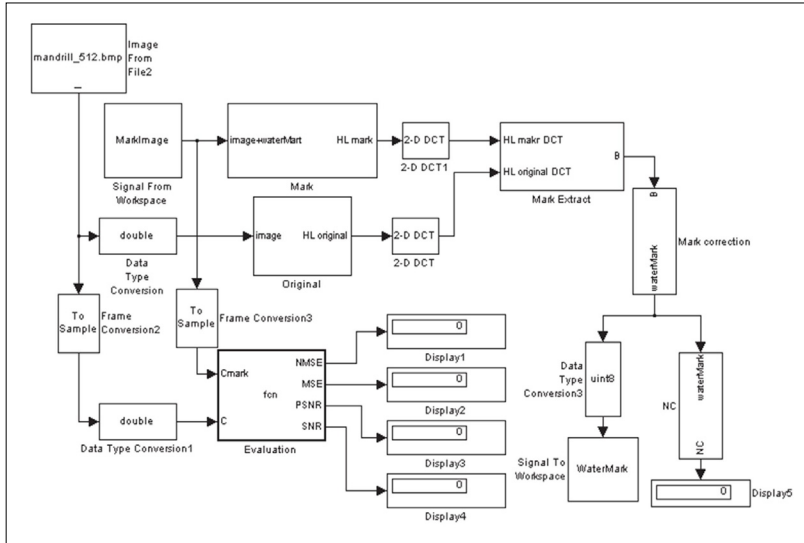 mandrill_512.bmp
Image
From
File2
MarkImage
Signal From
Workspace
image+waterMart
HL mark
Mark
2-D DCT
2-D DCT1
HL makr DCT
HL original DCT
B
Mark Extract
double
Data
Type
Conversion
image
HL original
Original
2-D DCT
2-D DCT
B
waterMark
Mark correction
To
Sample
Frame
Conversion2
To
Sample
Frame Conversion3
Cmark
C
fcn
NMSE
MSE
PSNR
SNR
Evaluation
double
Data Type Conversion1
0
Display1
0
Display2
0
Display3
0
Display4
Data
Type
Conversion3
uint8
Signal To
Workspace
WaterMark
waterMark
NC
NC
0
Display5